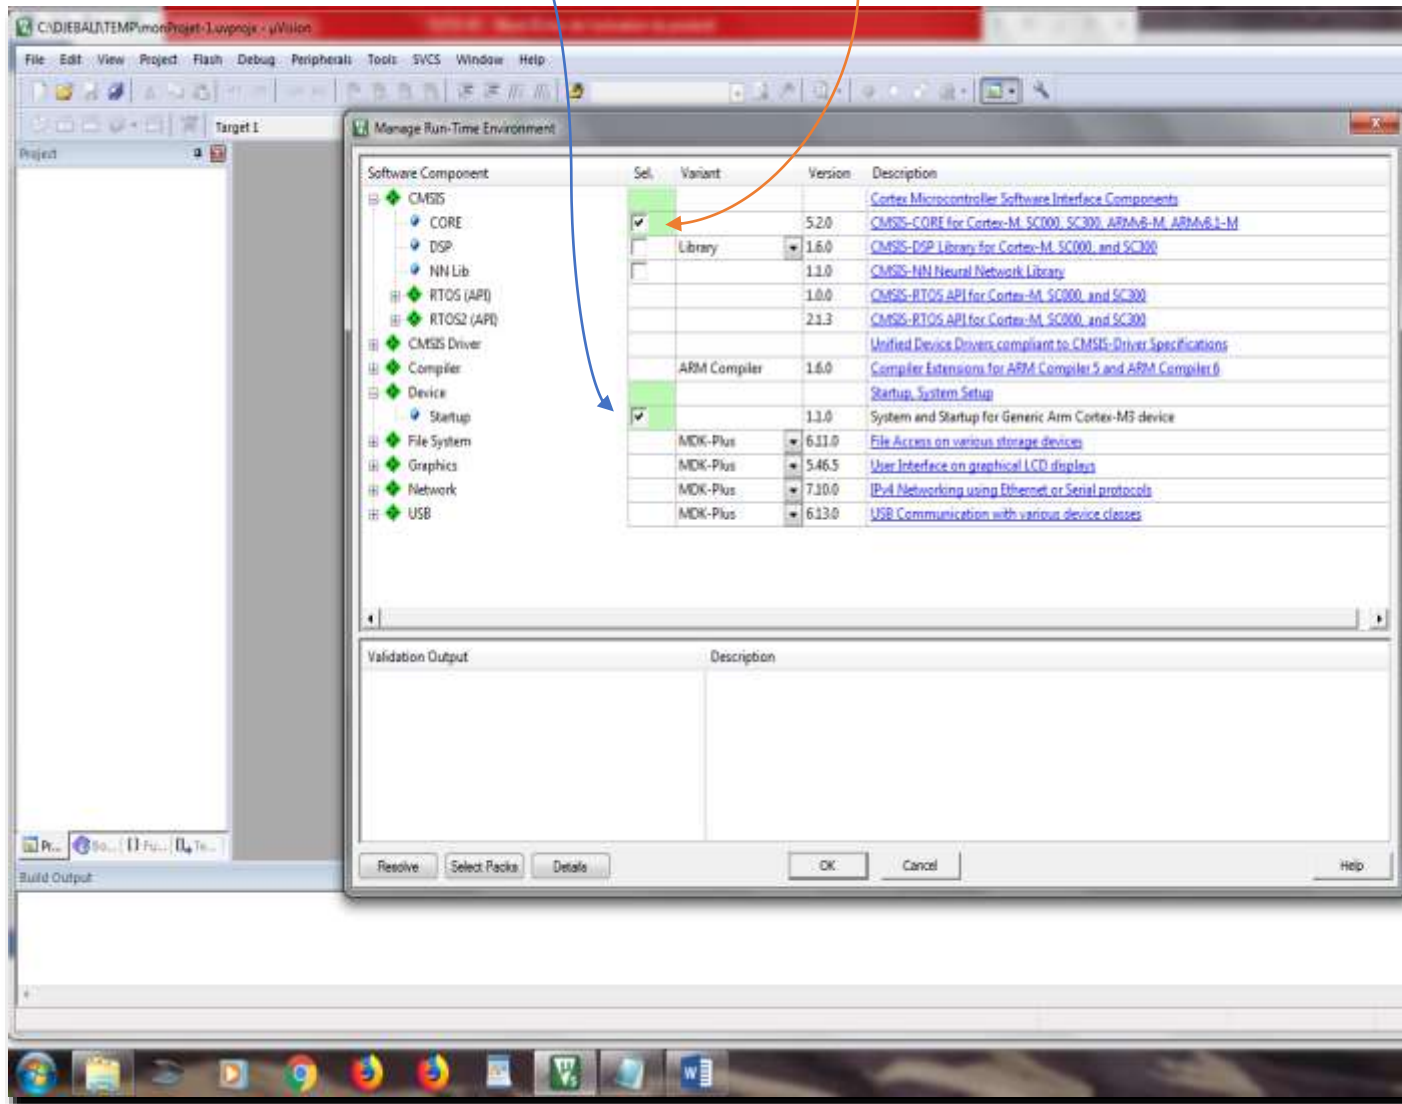 C:\DJEBALI\TEMP\monProjet-1.uvprojx - µVision
File Edit View Project Flash Debug Peripherals Tools SVCS Window Help
Target 1
Project
Manage Run-Time Environment
Software Component Sel. Variant Version Description
CMSIS Cortex Microcontroller Software Interface Components
CORE 5.2.0 CMSIS-CORE for Cortex-M, SC000, SC300, ARMv8-M, ARMv8.1-M
DSP Library 1.6.0 CMSIS-DSP Library for Cortex-M, SC000, and SC300
NN Lib 1.1.0 CMSIS-NN Neural Network Library
RTOS (API) 1.0.0 CMSIS-RTOS API for Cortex-M, SC000, and SC300
RTOS2 (API) 2.1.3 CMSIS-RTOS API for Cortex-M, SC000, and SC300
CMSIS Driver Unified Device Drivers compliant to CMSIS-Driver Specifications
Compiler ARM Compiler 1.6.0 Compiler Extensions for ARM Compiler 5 and ARM Compiler 6
Device Startup, System Setup
Startup 1.1.0 System and Startup for Generic Arm Cortex-M3 device
File System MDK-Plus 6.11.0 File Access on various storage devices
Graphics MDK-Plus 5.46.5 User Interface on graphical LCD displays
Network MDK-Plus 7.10.0 IPv4 Networking using Ethernet or Serial protocols
USB MDK-Plus 6.13.0 USB Communication with various device classes
Validation Output Description
Pr... Bo... {} Fu... Te...
Resolve Select Packs Details OK Cancel Help
Build Output